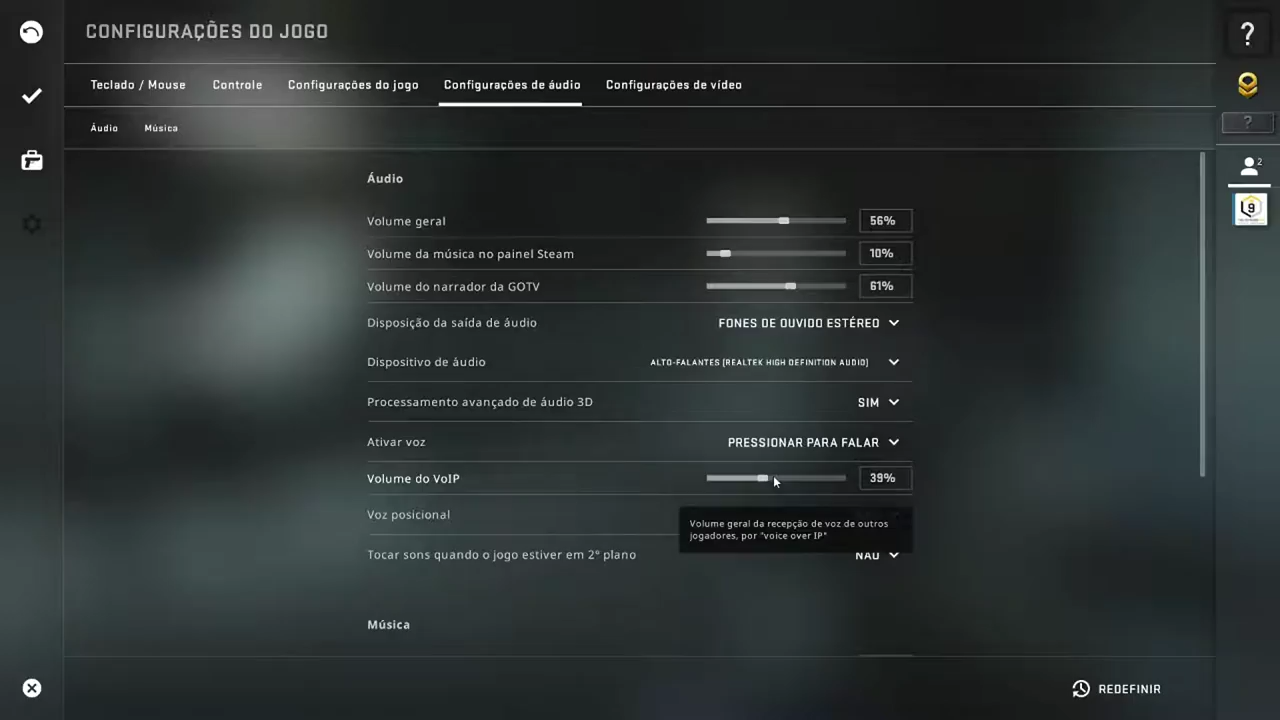 CONFIGURAÇÕES DO JOGO
?
Teclado / Mouse Controle Configurações do jogo Configurações de áudio Configurações de vídeo
Áudio Música
?
2
L9
Áudio
Volume geral 56%
Volume da música no painel Steam 10%
Volume do narrador da GOTV 61%
Disposição da saída de áudio FONES DE OUVIDO ESTÉREO
Dispositivo de áudio ALTO-FALANTES (REALTEK HIGH DEFINITION AUDIO)
Processamento avançado de áudio 3D SIM
Ativar voz PRESSIONAR PARA FALAR
Volume do VoIP 39%
Voz posicional
Volume geral da recepção de voz de outros
jogadores, por "voice over IP"
Tocar sons quando o jogo estiver em 2º plano NÃO
Música
REDEFINIR